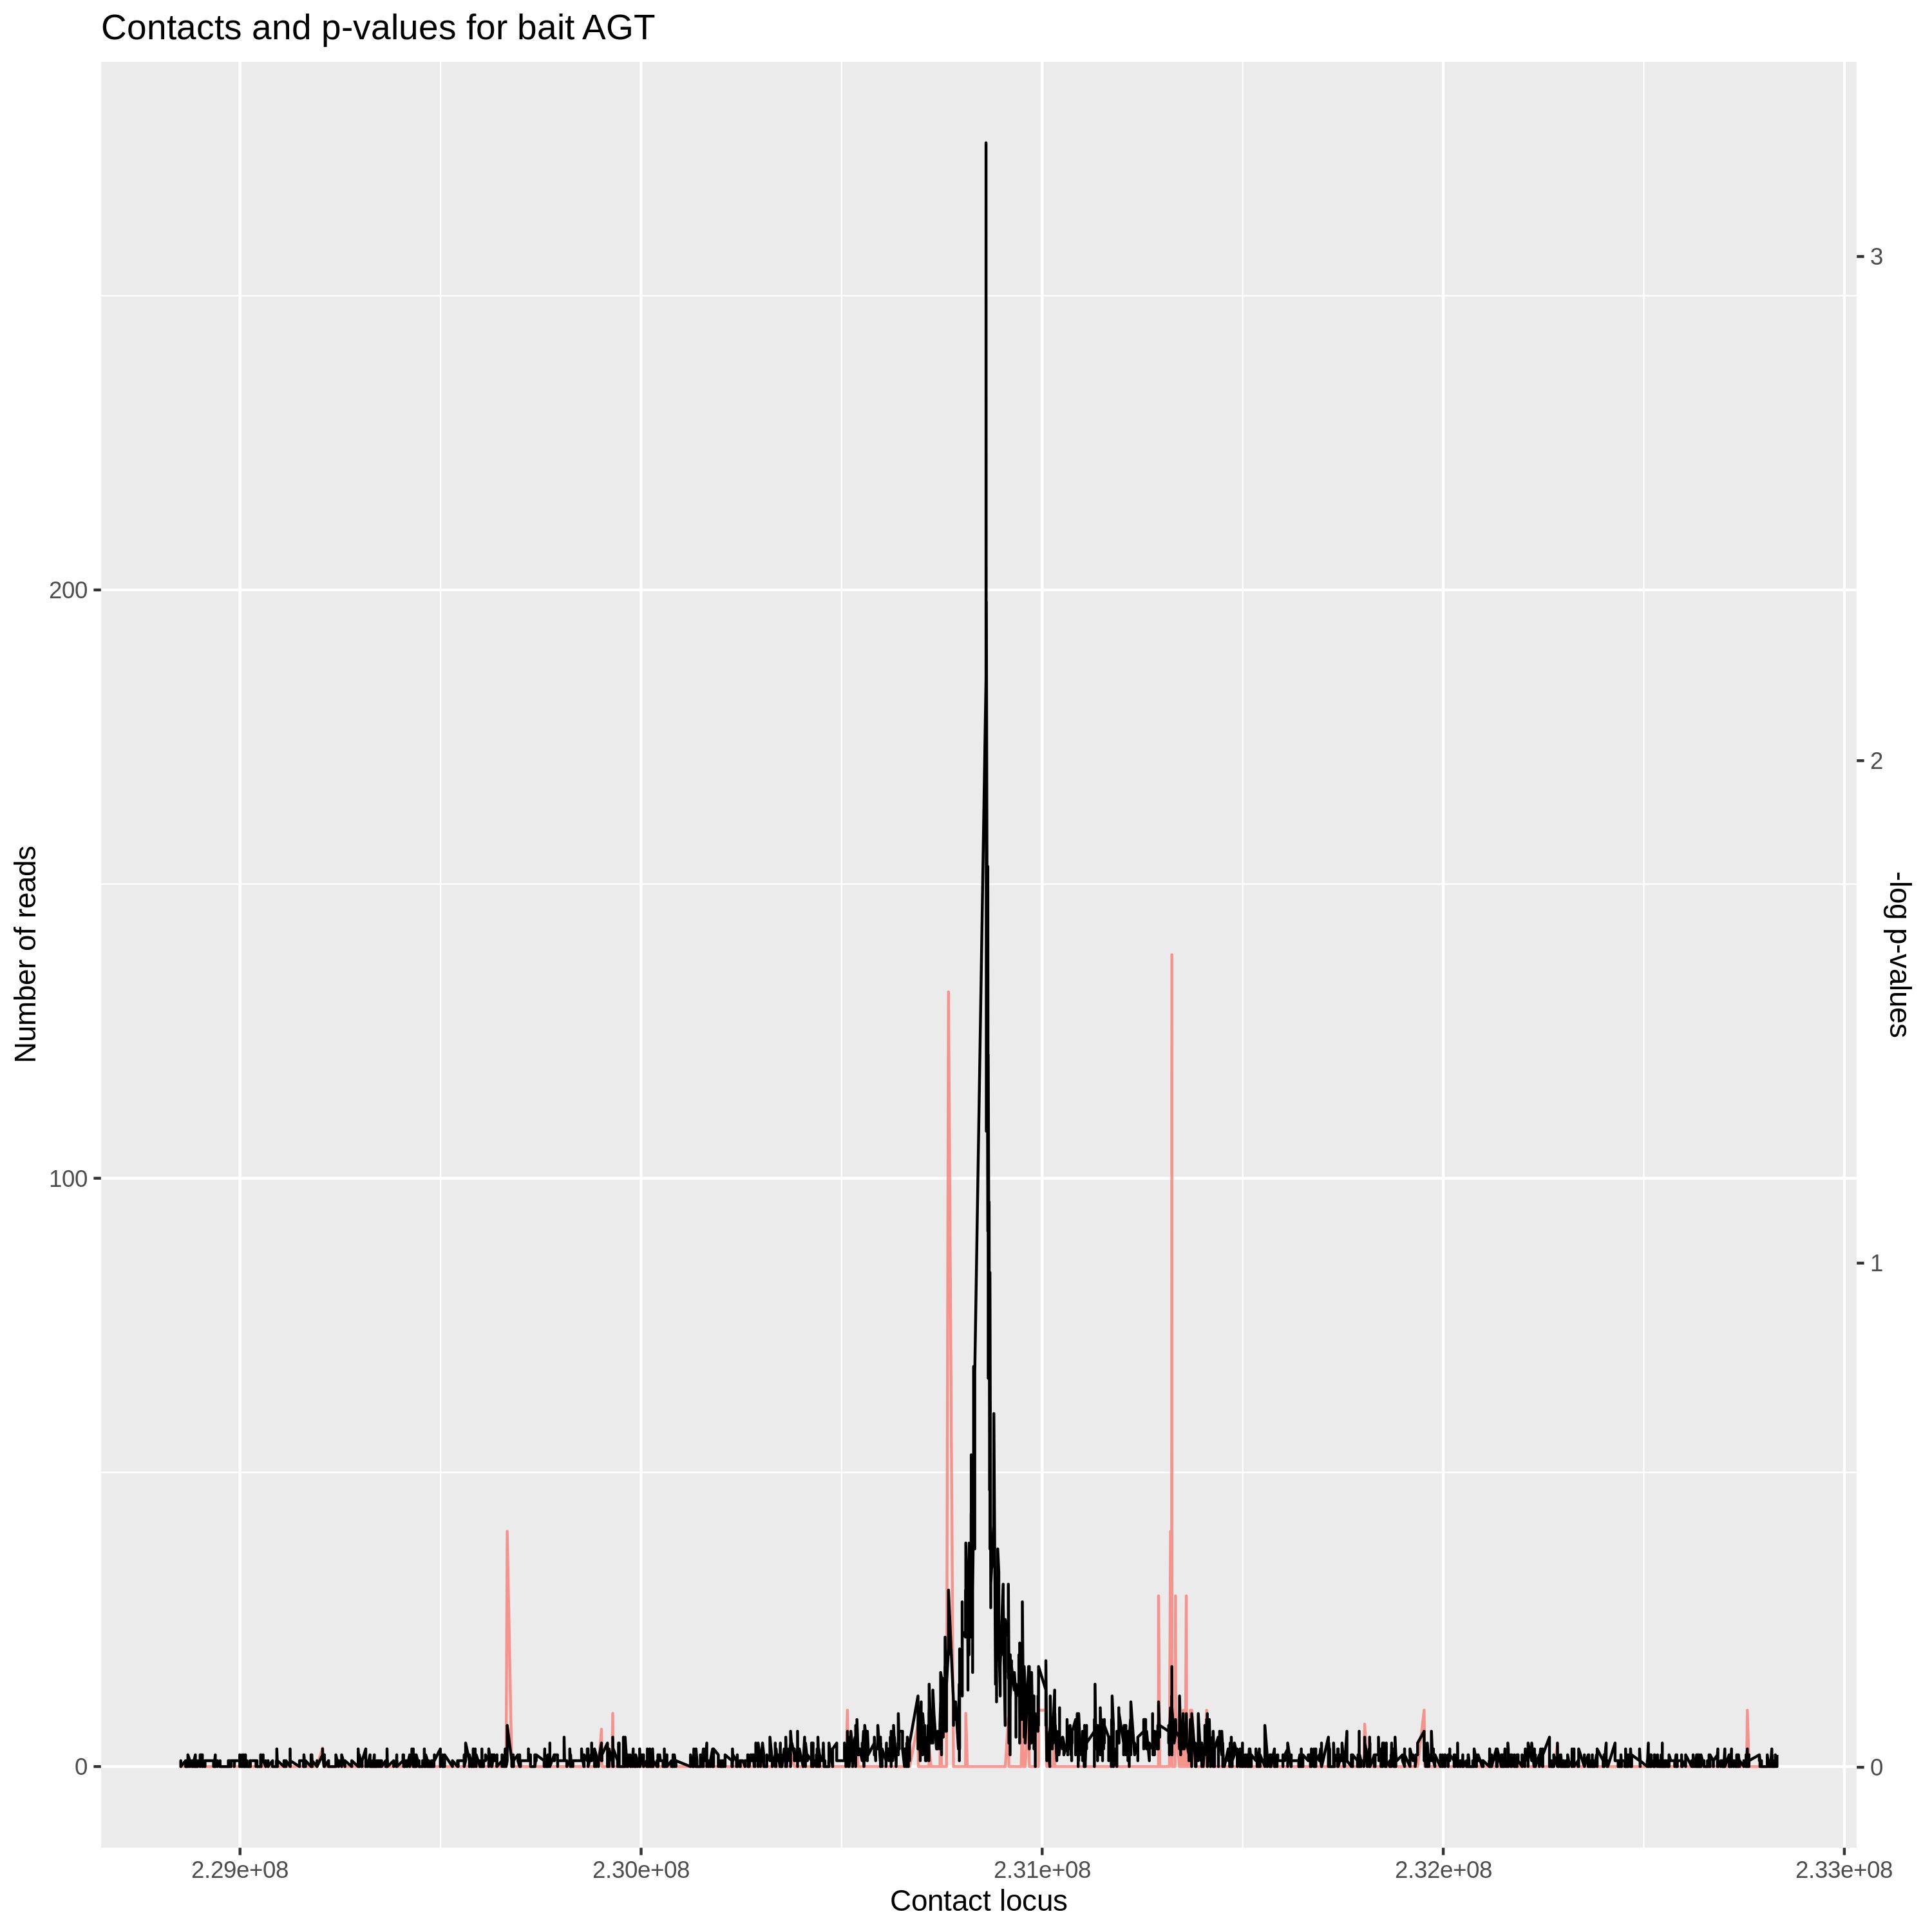 Contacts and p-values for bait AGT
Number of reads
200
100
0
3
2
1
0
-log p-values
2.29e+08
2.30e+08
2.31e+08
2.32e+08
2.33e+08
Contact locus